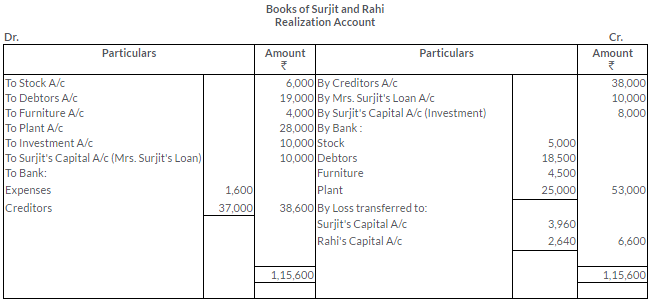 Books of Surjit and Rahi
Realization Account
Dr. Cr.
Particulars Amount Particulars Amount
₹ ₹
To Stock A/c 6,000 By Creditors A/c 38,000
To Debtors A/c 19,000 By Mrs. Surjit's Loan A/c 10,000
To Furniture A/c 4,000 By Surjit's Capital A/c (Investment) 8,000
To Plant A/c 28,000 By Bank :
To Investment A/c 10,000 Stock 5,000
To Surjit's Capital A/c (Mrs. Surjit's Loan) 10,000 Debtors 18,500
To Bank: Furniture 4,500
Expenses 1,600 Plant 25,000 53,000
Creditors 37,000 38,600 By Loss transferred to:
Surjit's Capital A/c 3,960
Rahi's Capital A/c 2,640 6,600
1,15,600 1,15,600